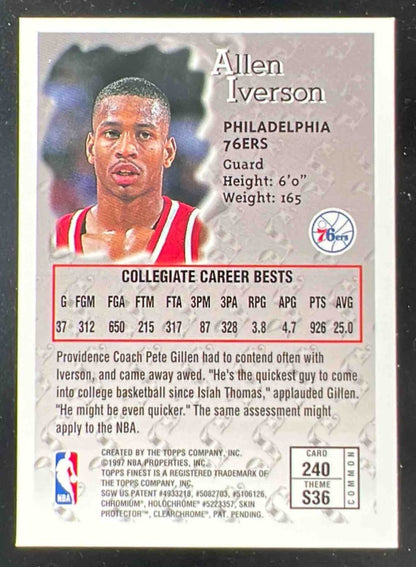 Allen
Iverson
PHILADELPHIA
76ERS
Guard
Height: 6'0"
Weight: 165
76ers
COLLEGIATE CAREER BESTS
G FGM FGA FTM FTA 3PM 3PA RPG APG PTS AVG
37 312 650 215 317 87 328 3.8 4.7 926 25.0
Providence Coach Pete Gillen had to contend often with
Iverson, and came away awed. "He's the quickest guy to come
into college basketball since Isiah Thomas," applauded Gillen.
"He might be even quicker." The same assessment might
apply to the NBA.
NBA
CREATED BY THE TOPPS COMPANY, INC.
©1997 NBA PROPERTIES, INC.
TOPPS FINEST IS A REGISTERED TRADEMARK OF
THE TOPPS COMPANY, INC.
SGW US PATENT #4933218, #5082703, #5106126,
CHROMIUM®, HOLOCHROME® #5223357, SKIN
PROTECTOR™, CLEARCHROME®, PAT. PENDING.
CARD
240
THEME
S36
COMMON